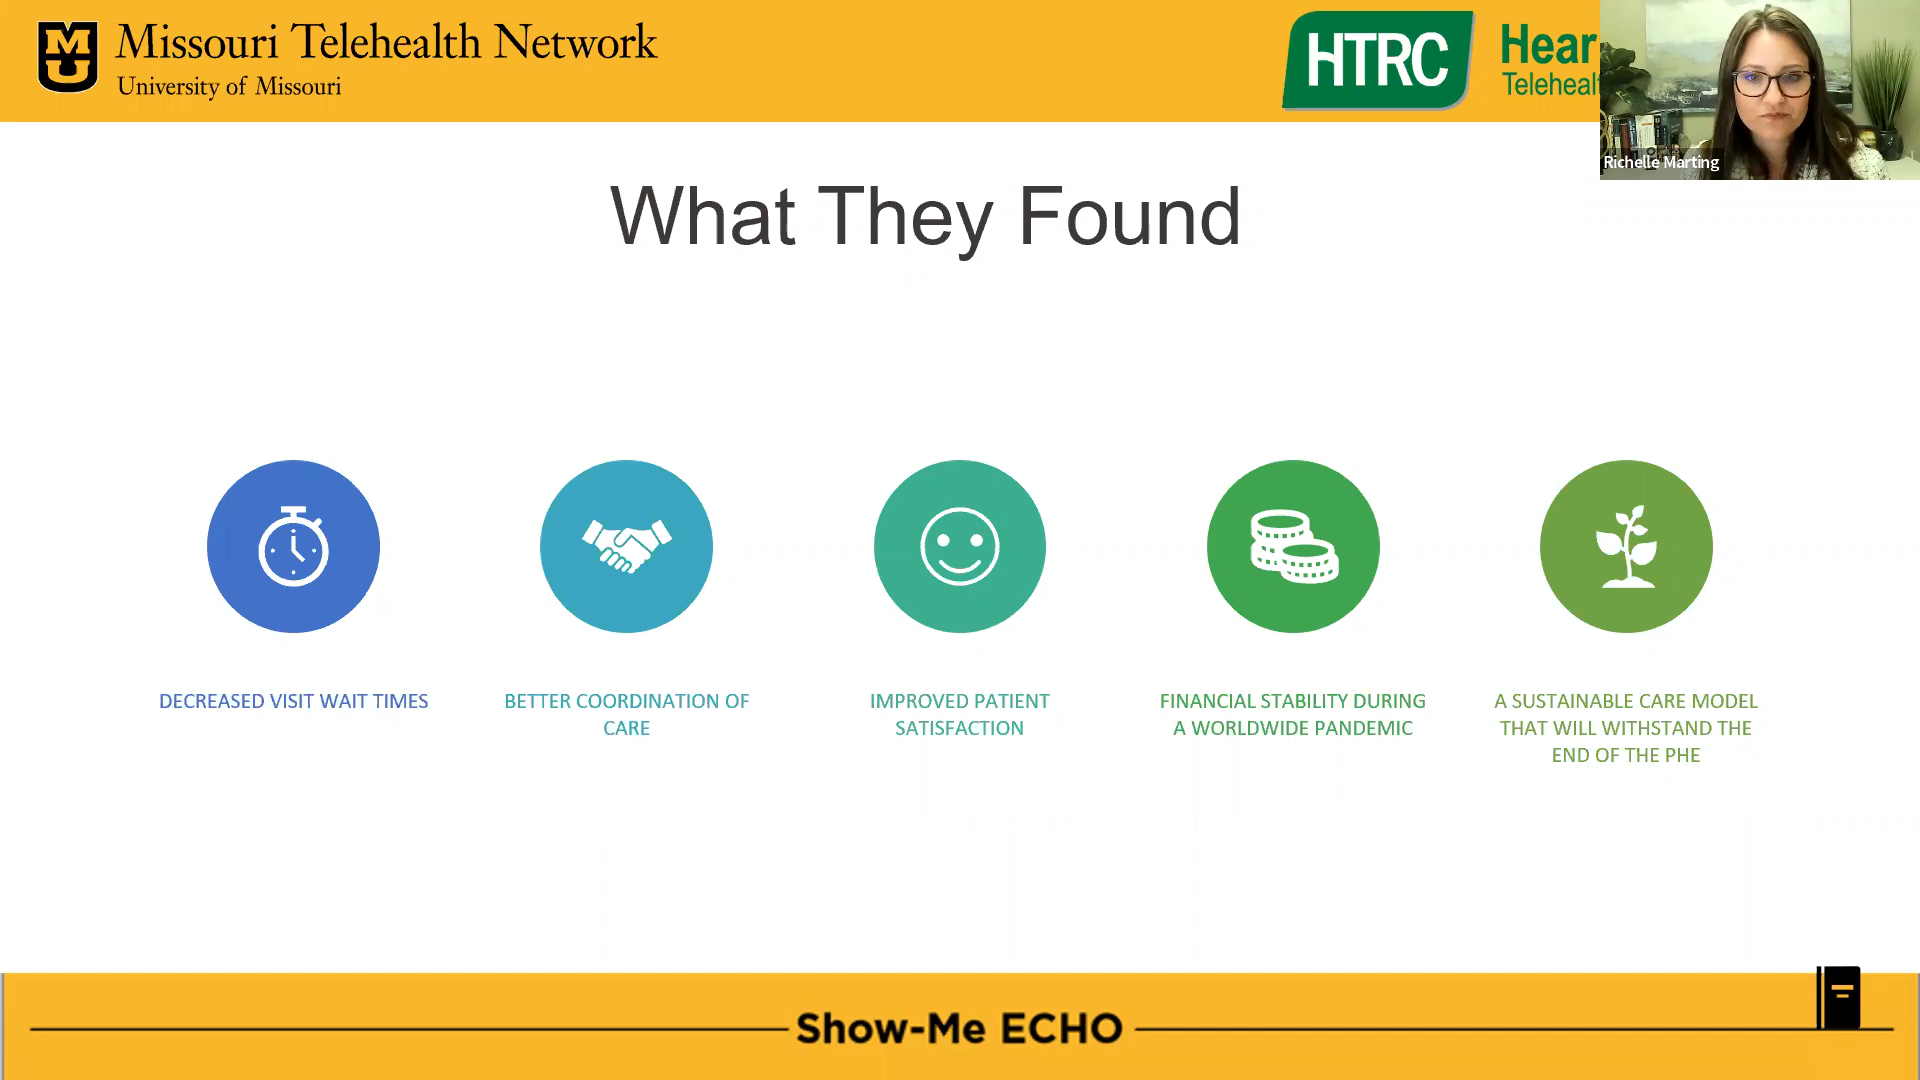 MU
Missouri Telehealth Network
University of Missouri
HTRC
Hear
Telehealt
Richelle Marting
What They Found
DECREASED VISIT WAIT TIMES
BETTER COORDINATION OF
CARE
IMPROVED PATIENT
SATISFACTION
FINANCIAL STABILITY DURING
A WORLDWIDE PANDEMIC
A SUSTAINABLE CARE MODEL
THAT WILL WITHSTAND THE
END OF THE PHE
Show-Me ECHO